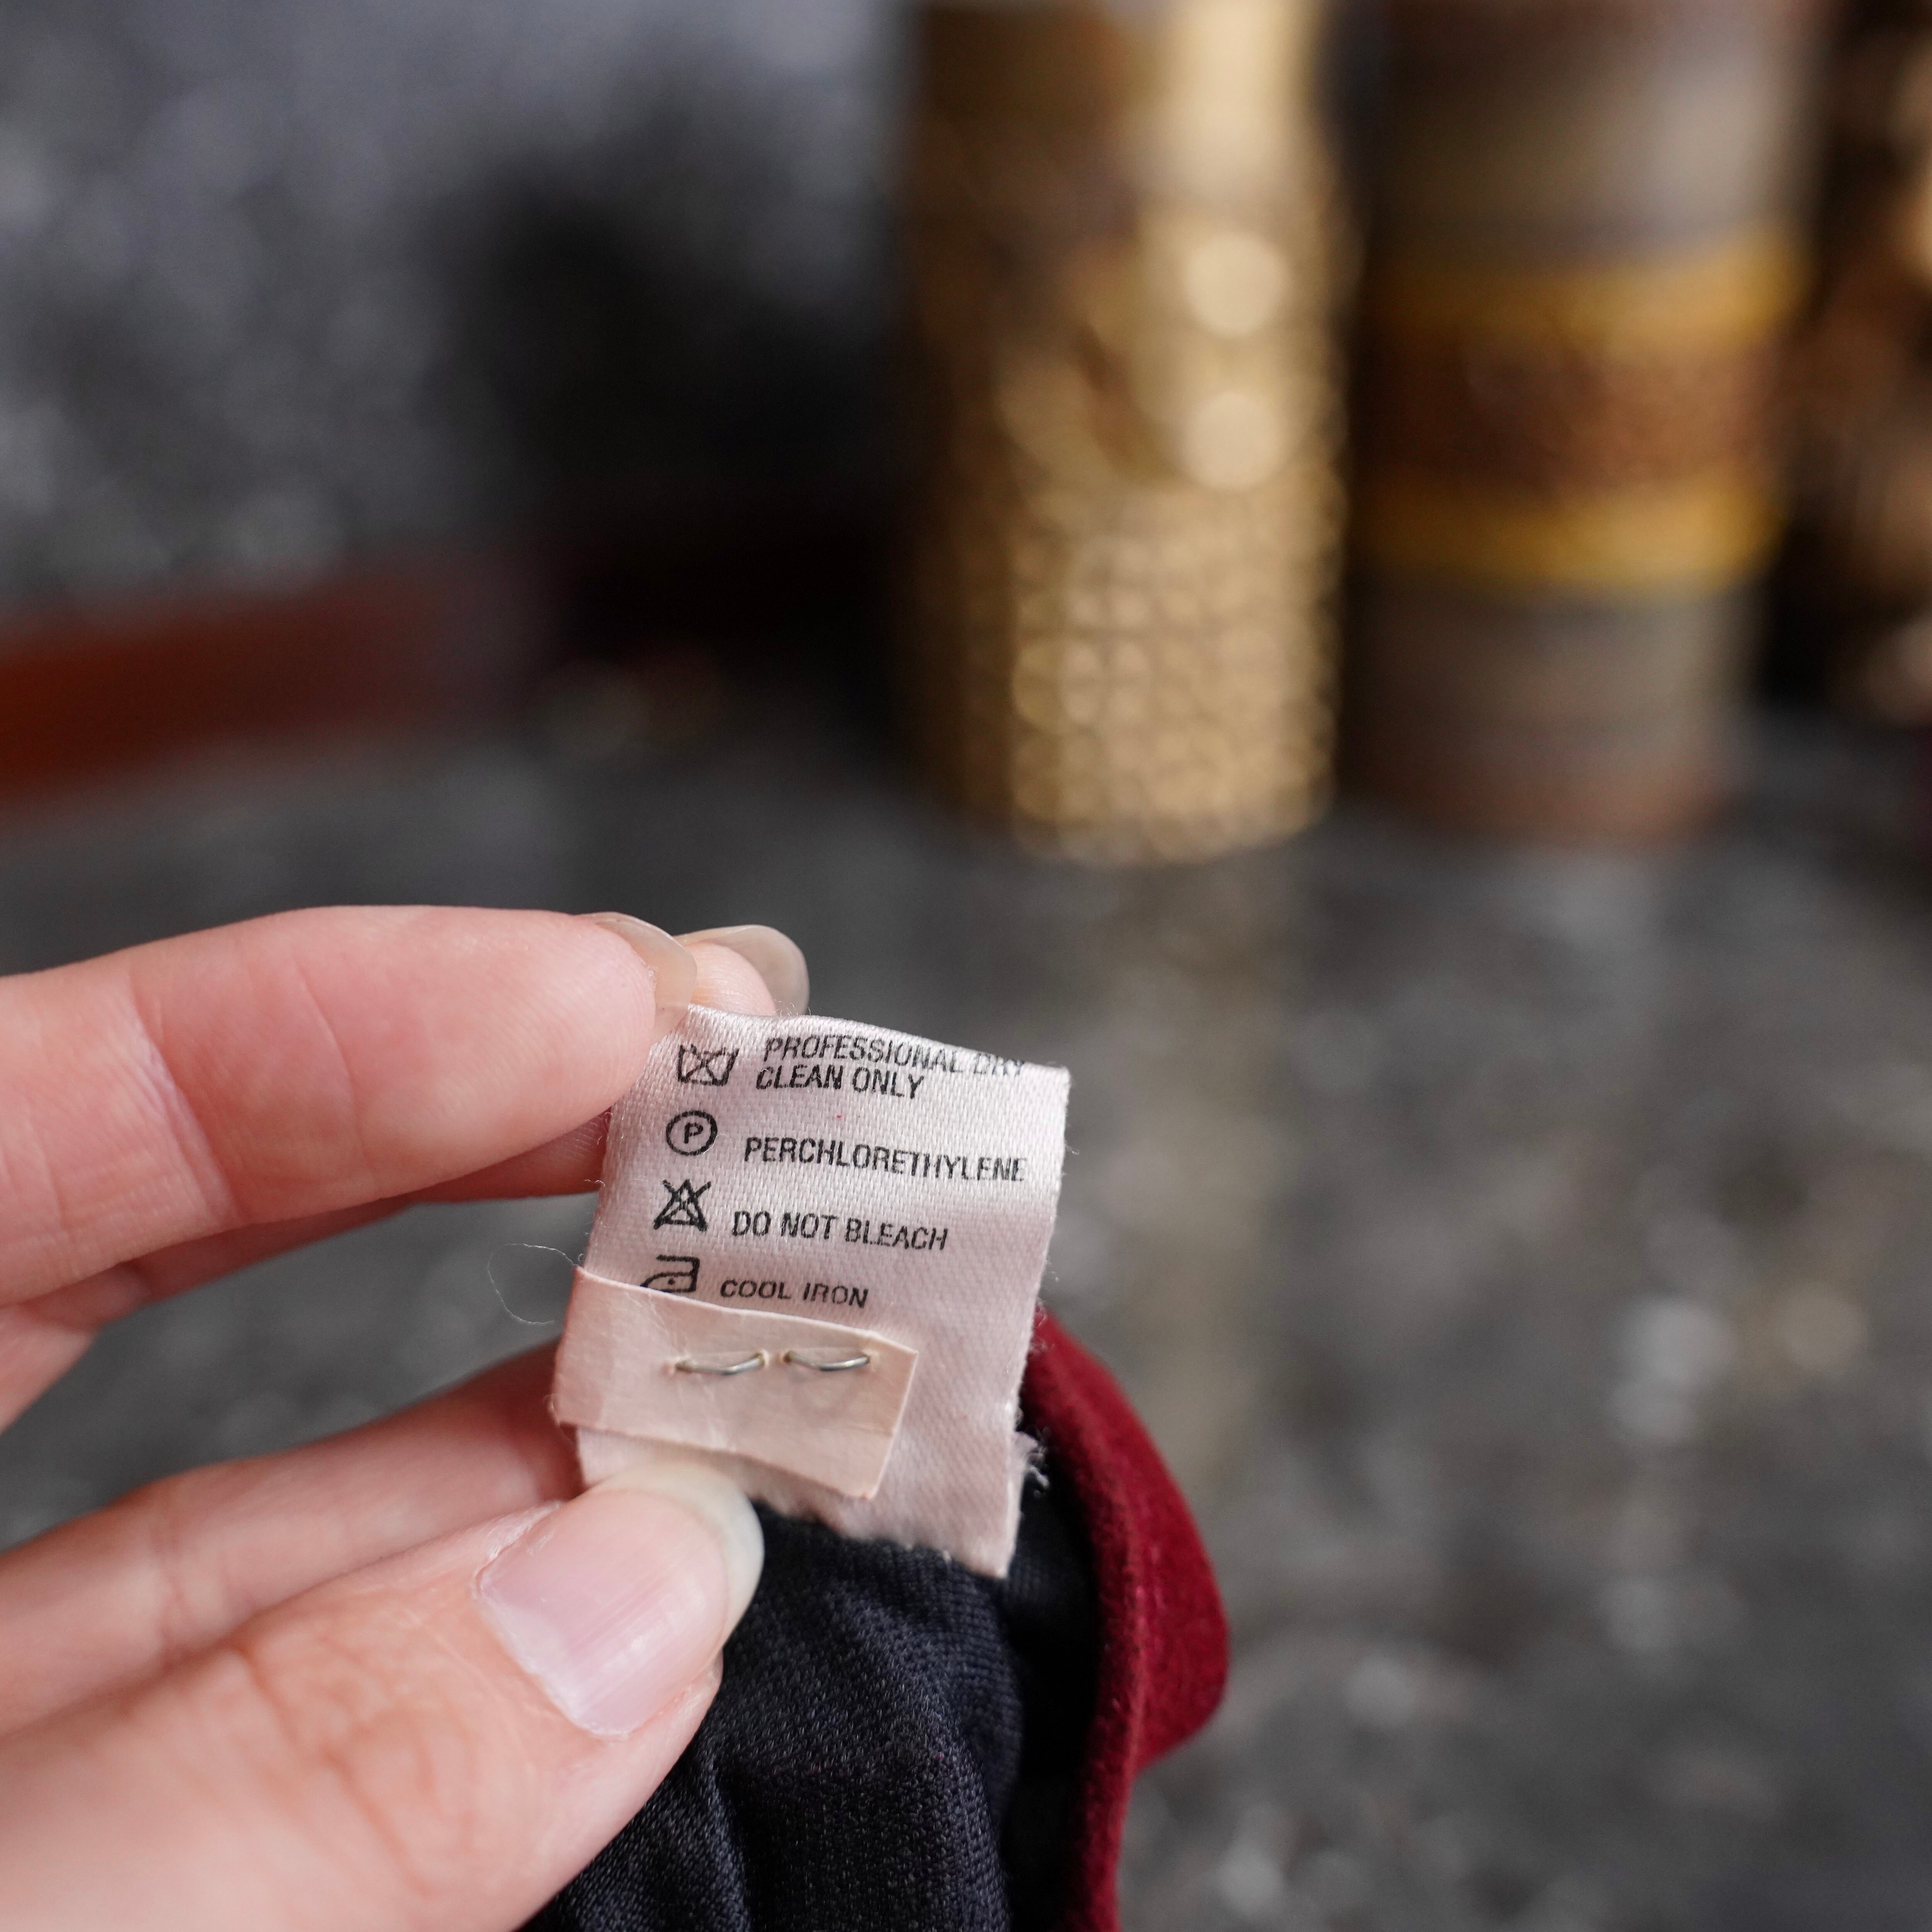 PROFESSIONAL DRY
CLEAN ONLY
P PERCHLORETHYLENE
DO NOT BLEACH
COOL IRON